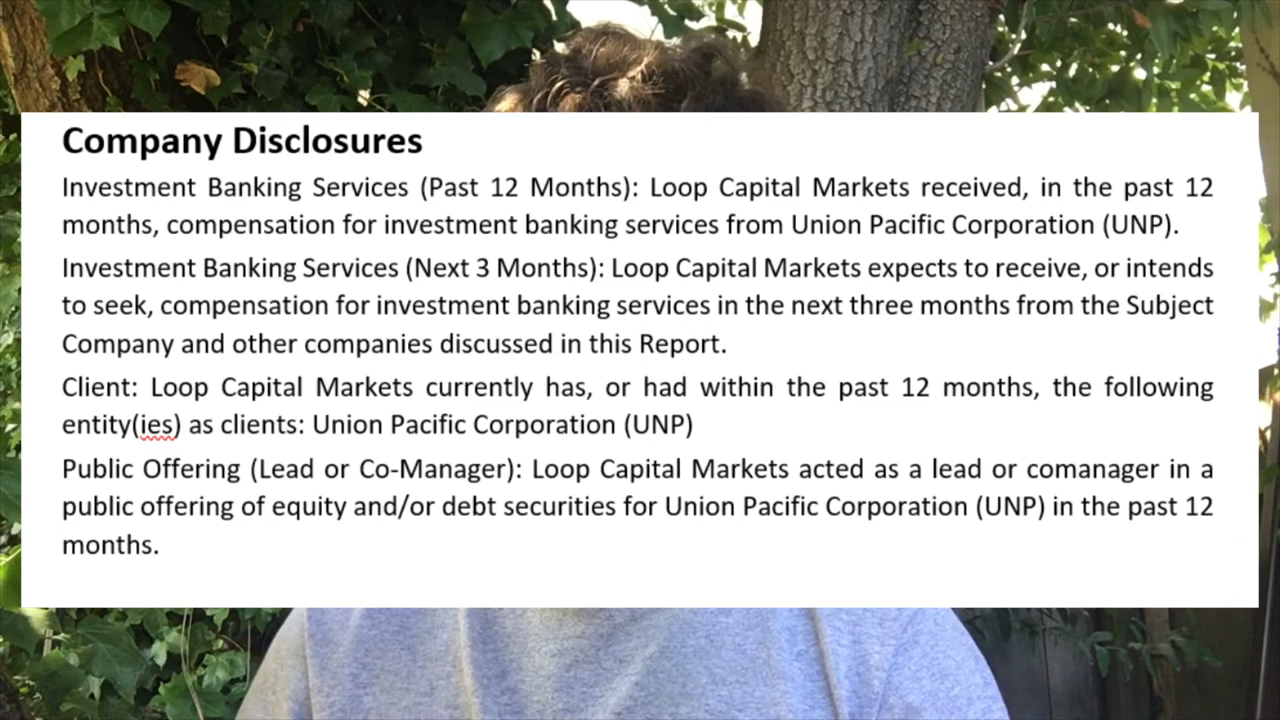 Company Disclosures
Investment Banking Services (Past 12 Months): Loop Capital Markets received, in the past 12
months, compensation for investment banking services from Union Pacific Corporation (UNP).
Investment Banking Services (Next 3 Months): Loop Capital Markets expects to receive, or intends
to seek, compensation for investment banking services in the next three months from the Subject
Company and other companies discussed in this Report.
Client: Loop Capital Markets currently has, or had within the past 12 months, the following
entity(ies) as clients: Union Pacific Corporation (UNP)
Public Offering (Lead or Co-Manager): Loop Capital Markets acted as a lead or comanager in a
public offering of equity and/or debt securities for Union Pacific Corporation (UNP) in the past 12
months.